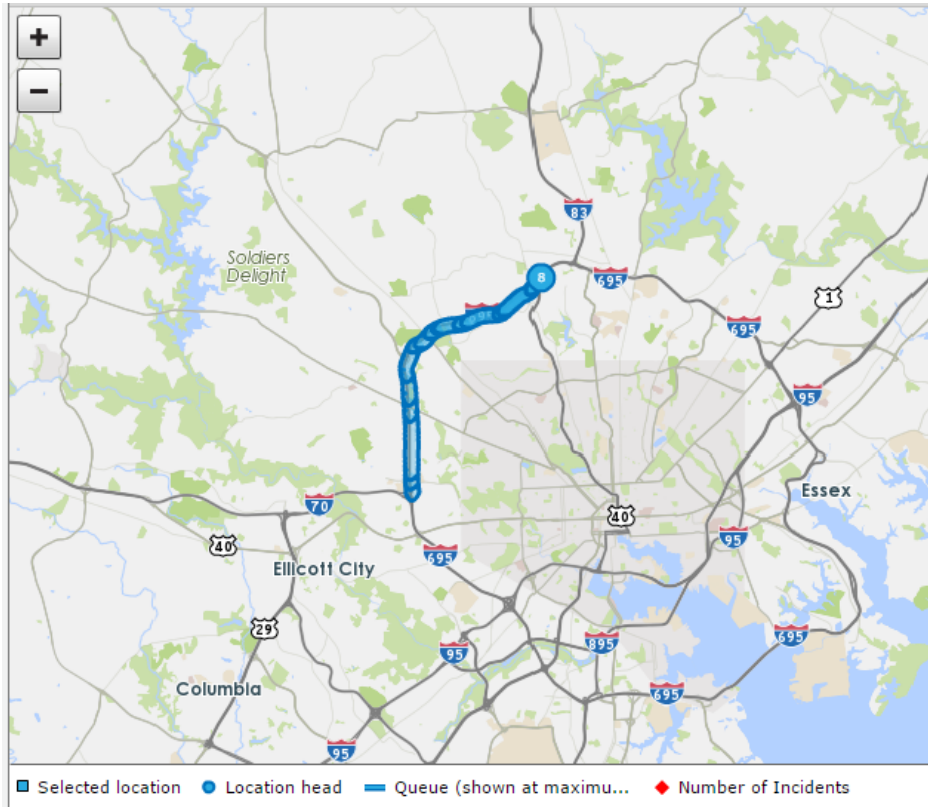 +
−
83
Soldiers
Delight
8
695
1
695
695
95
Essex
70
40
40
95
695
Ellicott City
29
95
895
695
Columbia
695
95
Selected location
Location head
Queue (shown at maximu...
Number of Incidents